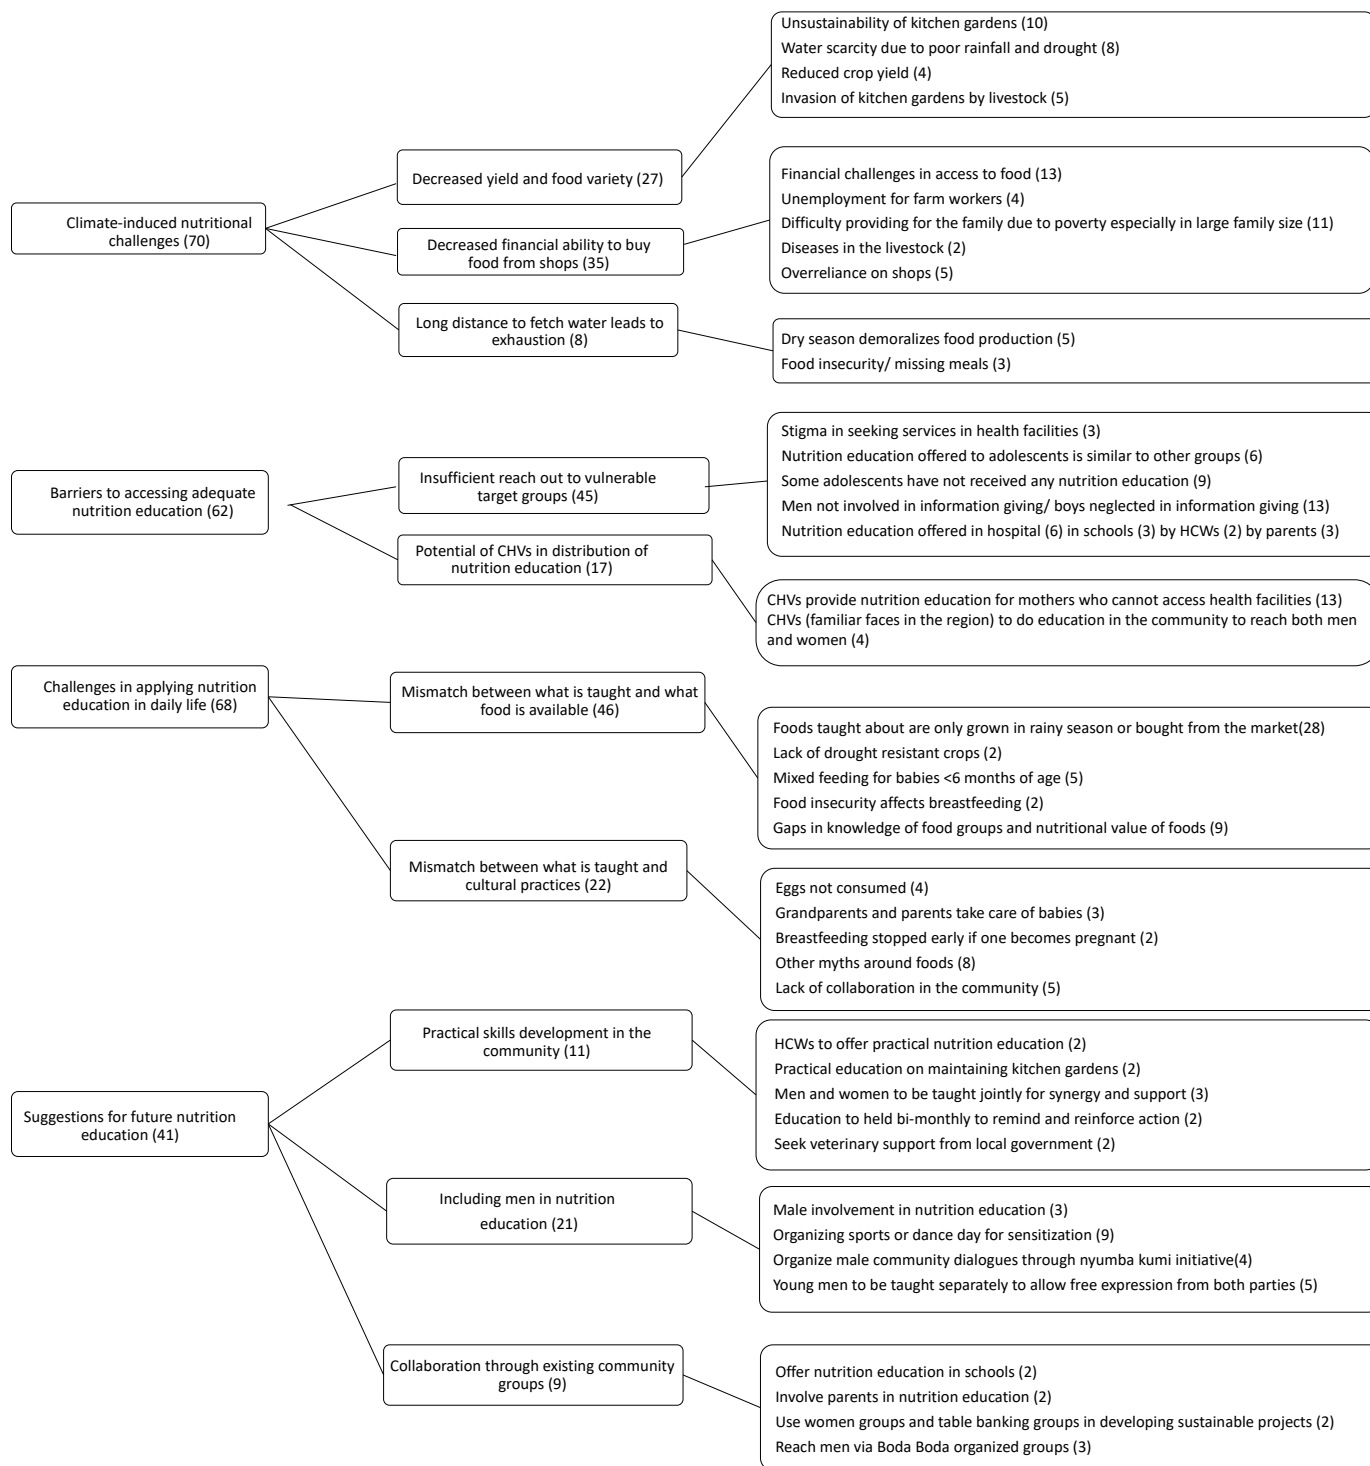 Climate-induced nutritional
challenges (70)
Decreased yield and food variety (27)
Unsustainability of kitchen gardens (10)
Water scarcity due to poor rainfall and drought (8)
Reduced crop yield (4)
Invasion of kitchen gardens by livestock (5)
Decreased financial ability to buy
food from shops (35)
Financial challenges in access to food (13)
Unemployment for farm workers (4)
Difficulty providing for the family due to poverty especially in large family size (11)
Diseases in the livestock (2)
Overreliance on shops (5)
Long distance to fetch water leads to
exhaustion (8)
Dry season demoralizes food production (5)
Food insecurity/ missing meals (3)
Barriers to accessing adequate
nutrition education (62)
Insufficient reach out to vulnerable
target groups (45)
Stigma in seeking services in health facilities (3)
Nutrition education offered to adolescents is similar to other groups (6)
Some adolescents have not received any nutrition education (9)
Men not involved in information giving/ boys neglected in information giving (13)
Nutrition education offered in hospital (6) in schools (3) by HCWs (2) by parents (3)
Potential of CHVs in distribution of
nutrition education (17)
CHVs provide nutrition education for mothers who cannot access health facilities (13)
CHVs (familiar faces in the region) to do education in the community to reach both men
and women (4)
Challenges in applying nutrition
education in daily life (68)
Mismatch between what is taught and what
food is available (46)
Foods taught about are only grown in rainy season or bought from the market(28)
Lack of drought resistant crops (2)
Mixed feeding for babies <6 months of age (5)
Food insecurity affects breastfeeding (2)
Gaps in knowledge of food groups and nutritional value of foods (9)
Mismatch between what is taught and
cultural practices (22)
Eggs not consumed (4)
Grandparents and parents take care of babies (3)
Breastfeeding stopped early if one becomes pregnant (2)
Other myths around foods (8)
Lack of collaboration in the community (5)
Suggestions for future nutrition
education (41)
Practical skills development in the
community (11)
HCWs to offer practical nutrition education (2)
Practical education on maintaining kitchen gardens (2)
Men and women to be taught jointly for synergy and support (3)
Education to held bi-monthly to remind and reinforce action (2)
Seek veterinary support from local government (2)
Including men in nutrition
education (21)
Male involvement in nutrition education (3)
Organizing sports or dance day for sensitization (9)
Organize male community dialogues through nyumba kumi initiative(4)
Young men to be taught separately to allow free expression from both parties (5)
Collaboration through existing community
groups (9)
Offer nutrition education in schools (2)
Involve parents in nutrition education (2)
Use women groups and table banking groups in developing sustainable projects (2)
Reach men via Boda Boda organized groups (3)